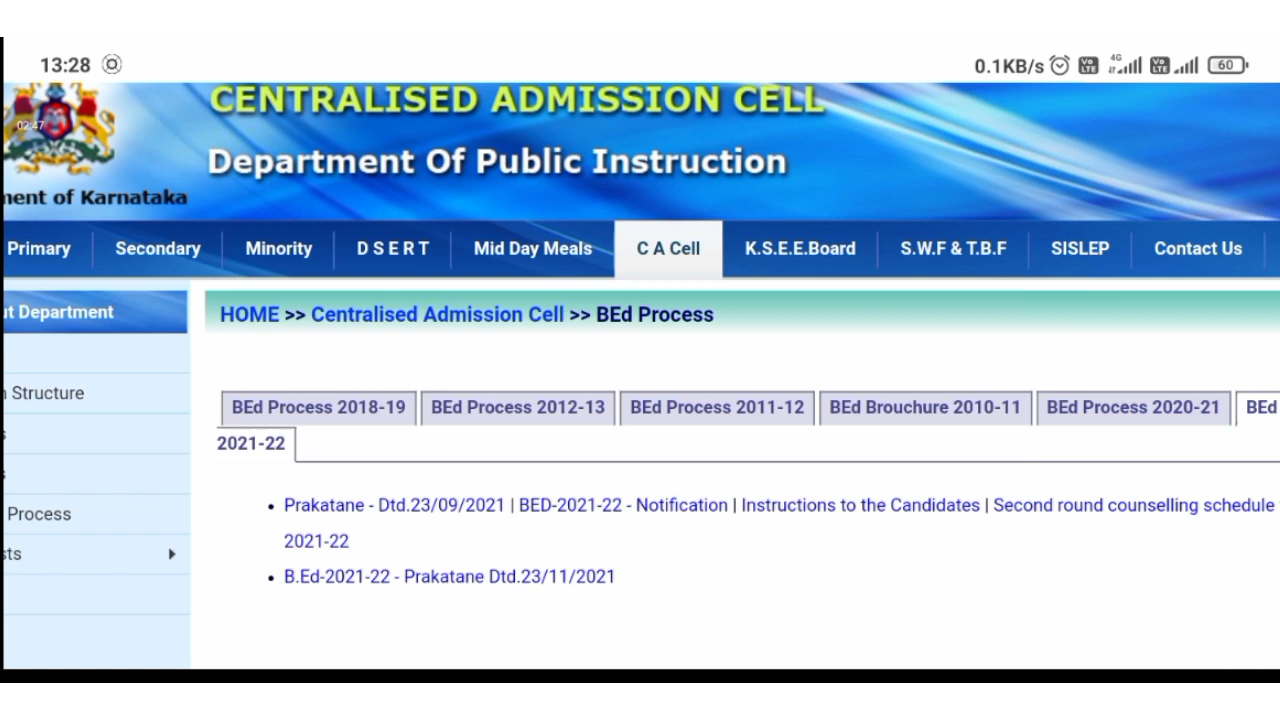 13:28
0.1KB/s 4G 60
CENTRALISED ADMISSION CELL
02:47
Department Of Public Instruction
ment of Karnataka
Primary Secondary Minority D S E R T Mid Day Meals C A Cell K.S.E.E.Board S.W.F & T.B.F SISLEP Contact Us
ut Department
HOME >> Centralised Admission Cell >> BEd Process
Structure
BEd Process 2018-19 BEd Process 2012-13 BEd Process 2011-12 BEd Brouchure 2010-11 BEd Process 2020-21 BEd
2021-22
Prakatane - Dtd.23/09/2021 | BED-2021-22 - Notification | Instructions to the Candidates | Second round counselling schedule
Process
2021-22
sts
B.Ed-2021-22 - Prakatane Dtd.23/11/2021